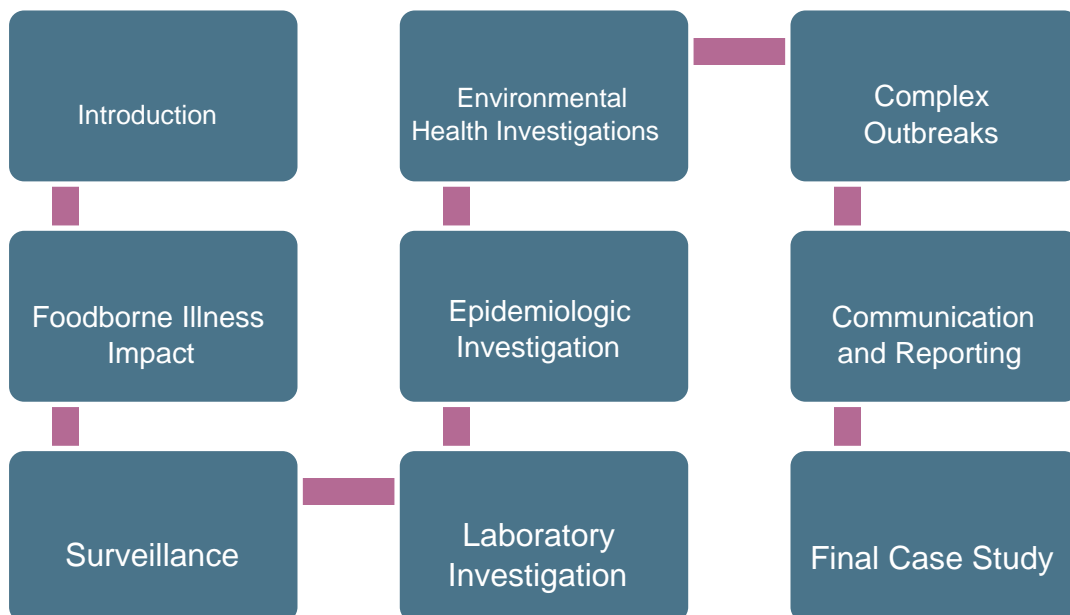 Introduction
Foodborne Illness
Impact
Surveillance
Laboratory
Investigation
Epidemiologic
Investigation
Environmental
Health Investigations
Complex
Outbreaks
Communication
and Reporting
Final Case Study